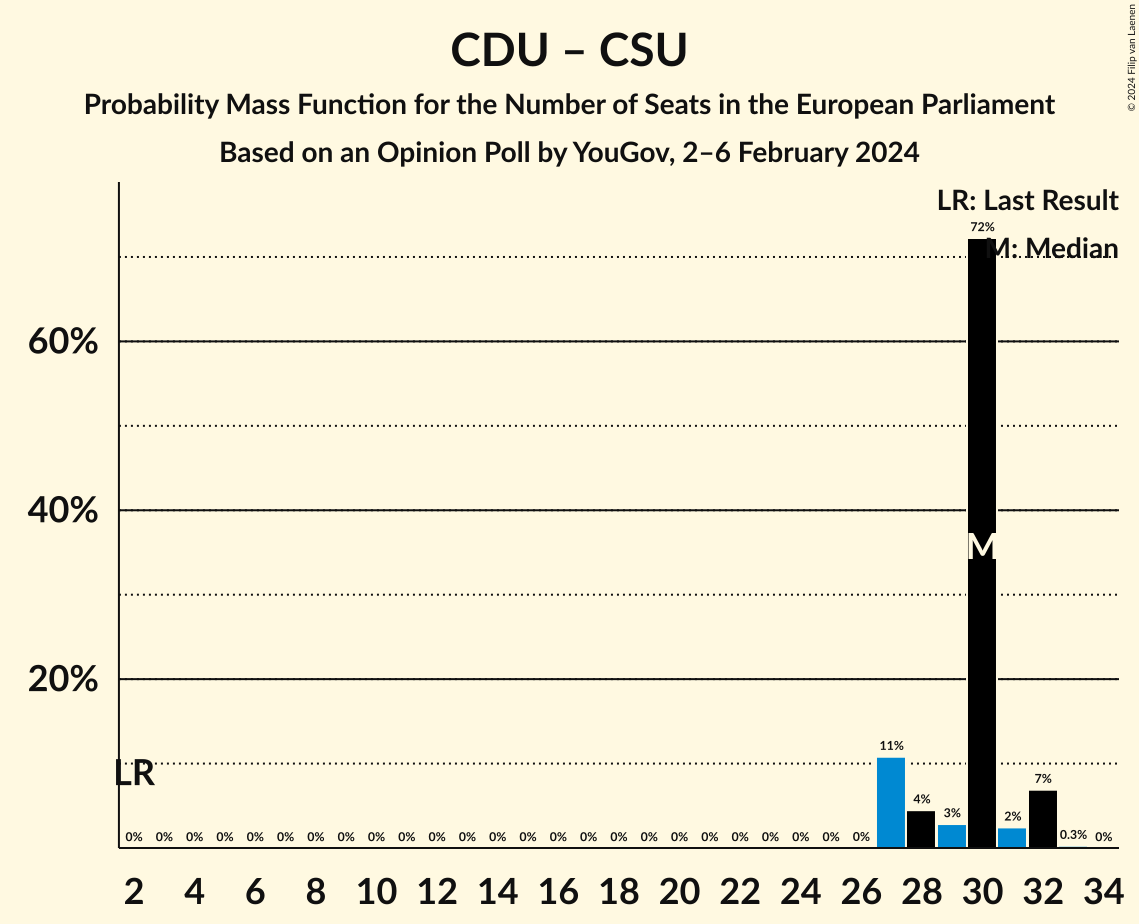 CDU – CSU
Probability Mass Function for the Number of Seats in the European Parliament
Based on an Opinion Poll by YouGov, 2–6 February 2024
© 2024 Filip van Laenen
LR: Last Result
M: Median
72%
60%
40%
M
20%
LR
0% 0% 0% 0% 0% 0% 0% 0% 0% 0% 0% 0% 0% 0% 0% 0% 0% 0% 0% 0% 0% 0% 0% 0% 0% 11% 4% 3% 2% 7% 0.3% 0%
2 4 6 8 10 12 14 16 18 20 22 24 26 28 30 32 34